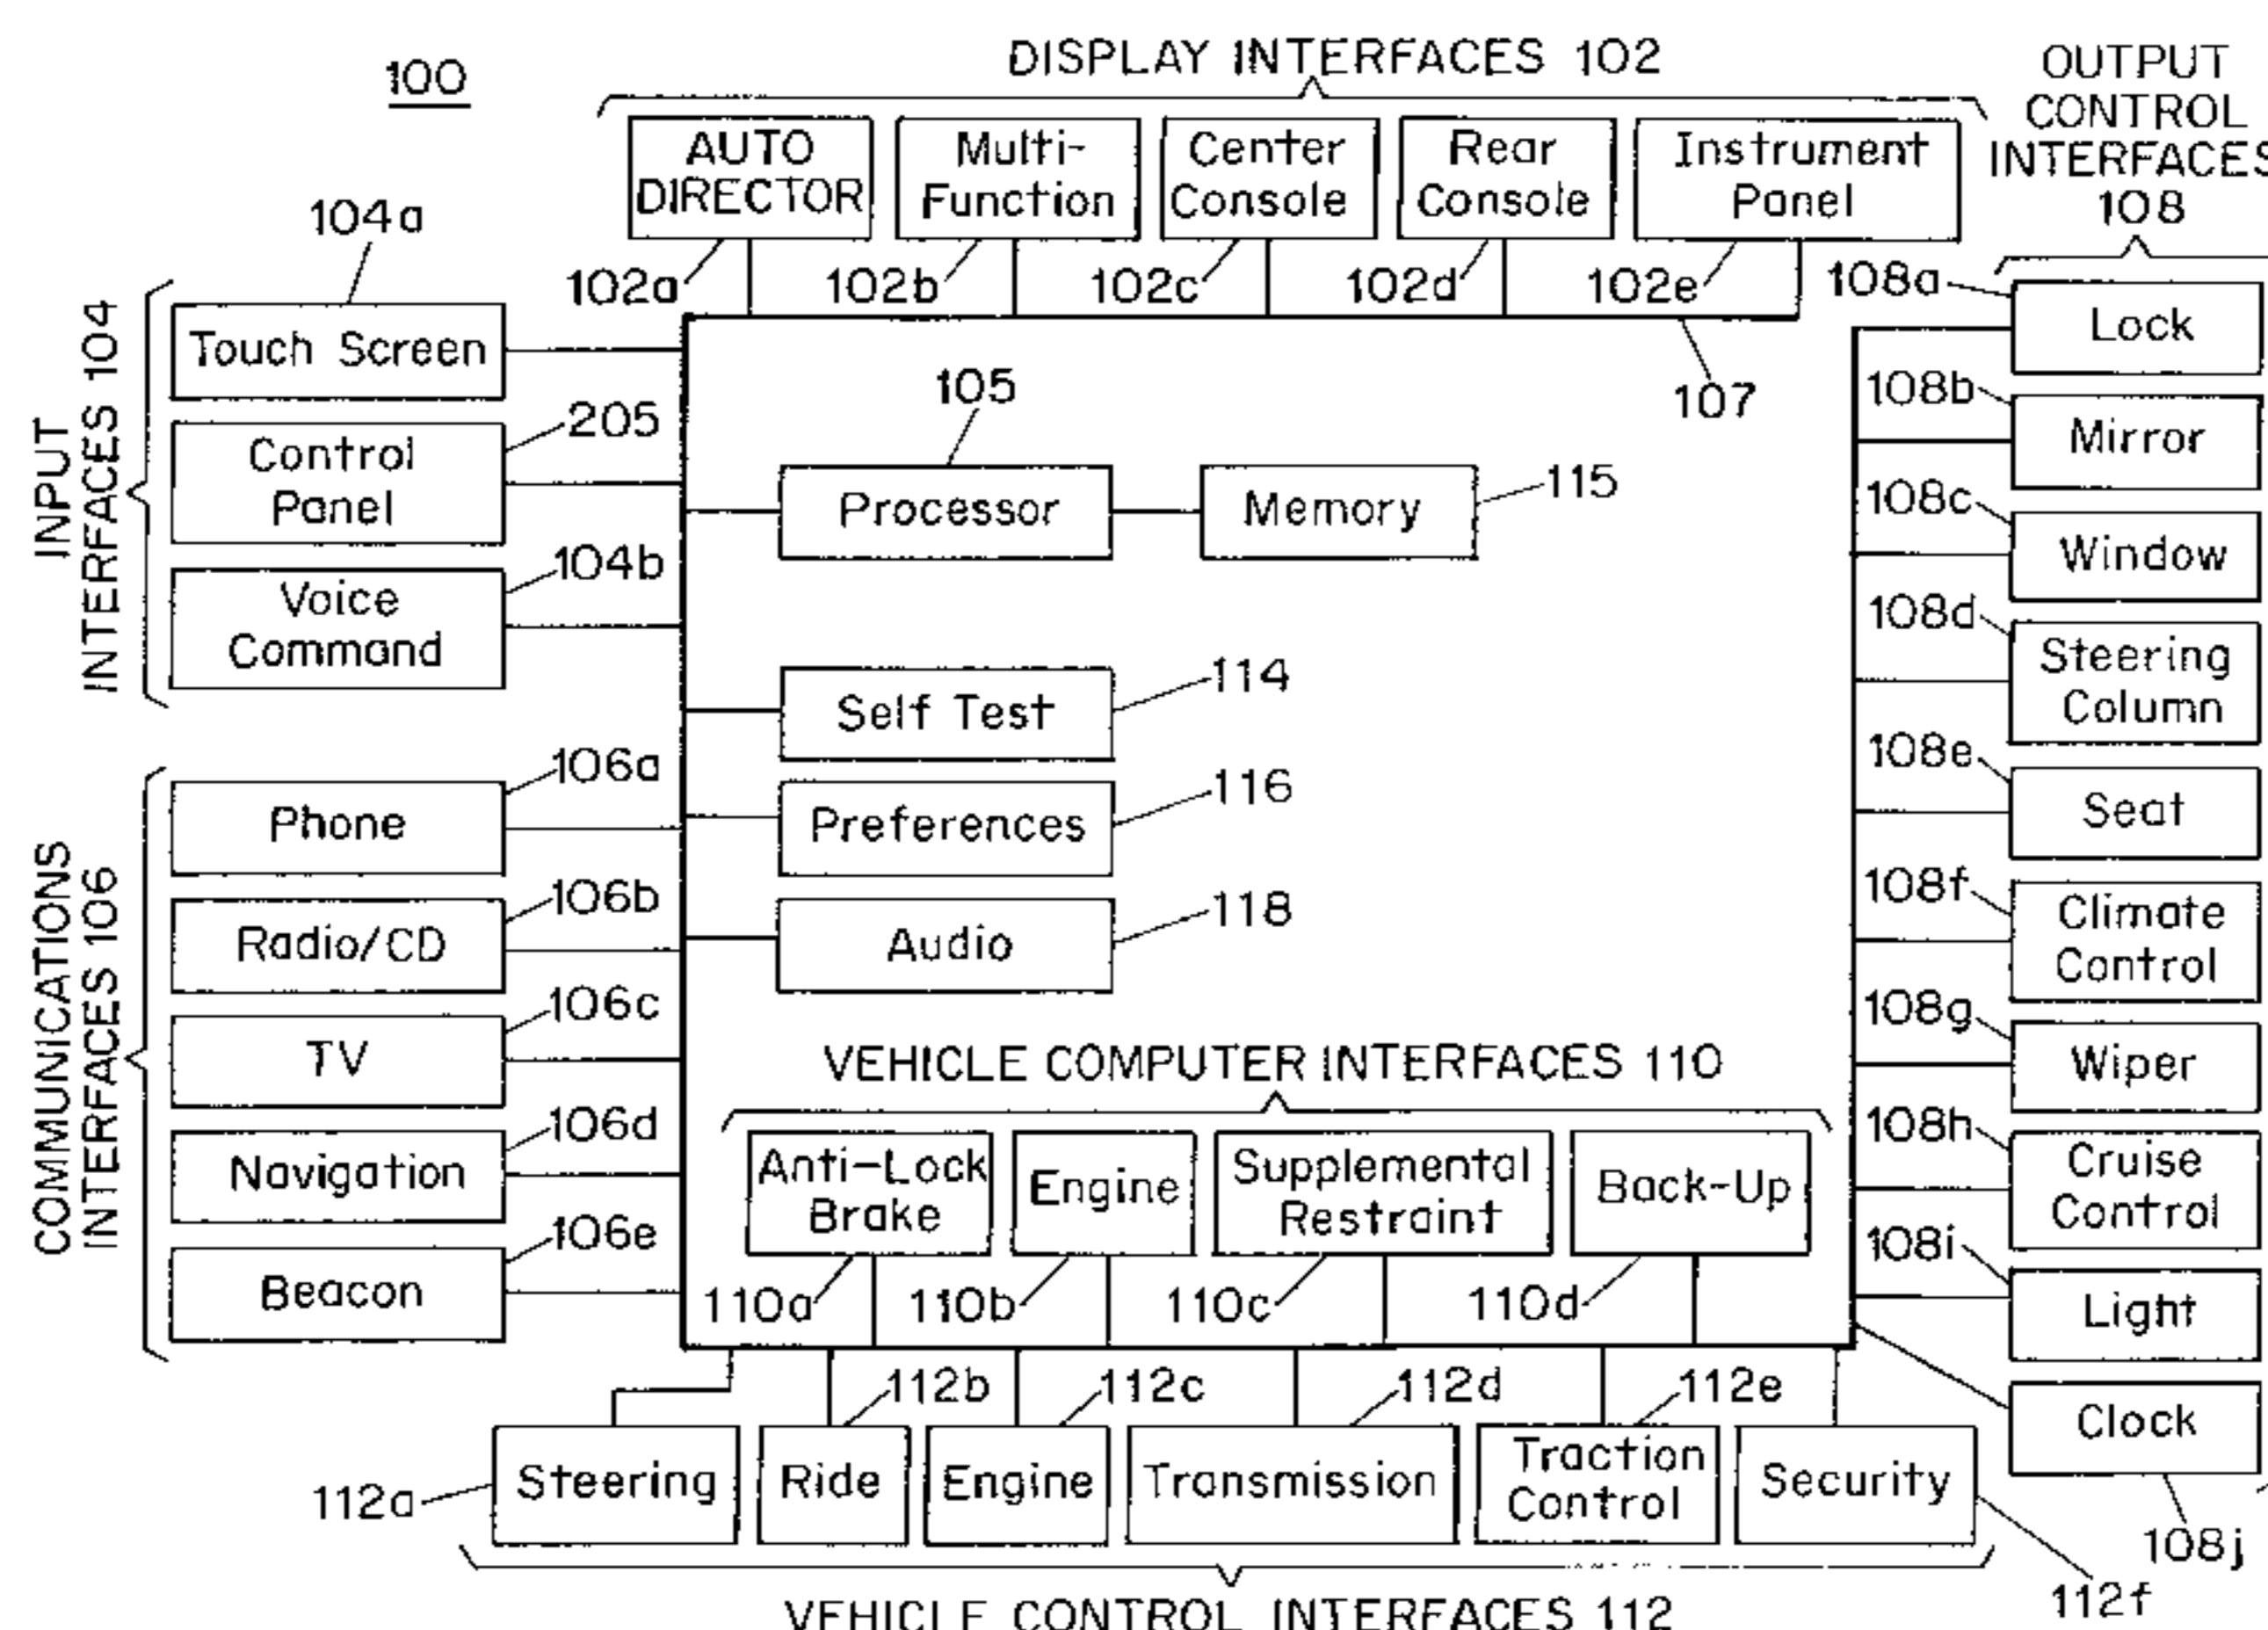 100
DISPLAY INTERFACES 102
OUTPUT
CONTROL
INTERFACES
108
AUTO
DIRECTOR
Multi-
Function
Center
Console
Rear
Console
Instrument
Panel
102a
102b
102c
102d
102e
107
INPUT
INTERFACES 104
104a
Touch Screen
205
Control
Panel
104b
Voice
Command
105
Processor
Memory
115
Self Test
114
Preferences
116
Audio
118
COMMUNICATIONS
INTERFACES 106
Phone
106a
Radio/CD
106b
TV
106c
Navigation
106d
Beacon
106e
VEHICLE COMPUTER INTERFACES 110
Anti-Lock
Brake
Engine
Supplemental
Restraint
Back-Up
110a
110b
110c
110d
108a
Lock
108b
Mirror
108c
Window
108d
Steering
Column
108e
Seat
108f
Climate
Control
108g
Wiper
108h
Cruise
Control
108i
Light
Clock
108j
112b
112c
112d
112e
112a
Steering
Ride
Engine
Transmission
Traction
Control
Security
112f
VEHICLE CONTROL INTERFACES 112